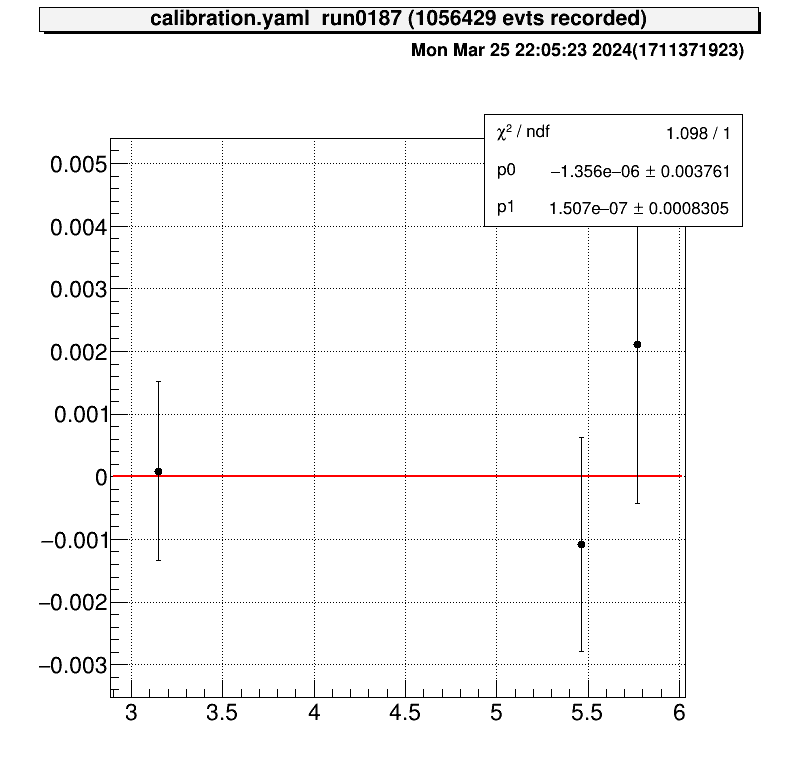 calibration.yaml run0187 (1056429 evts recorded)
Mon Mar 25 22:05:23 2024(1711371923)
χ² / ndf 1.098 / 1
p0 −1.356e−06 ± 0.003761
p1 1.507e−07 ± 0.0008305
0.005
0.004
0.003
0.002
0.001
0
−0.001
−0.002
−0.003
3 3.5 4 4.5 5 5.5 6